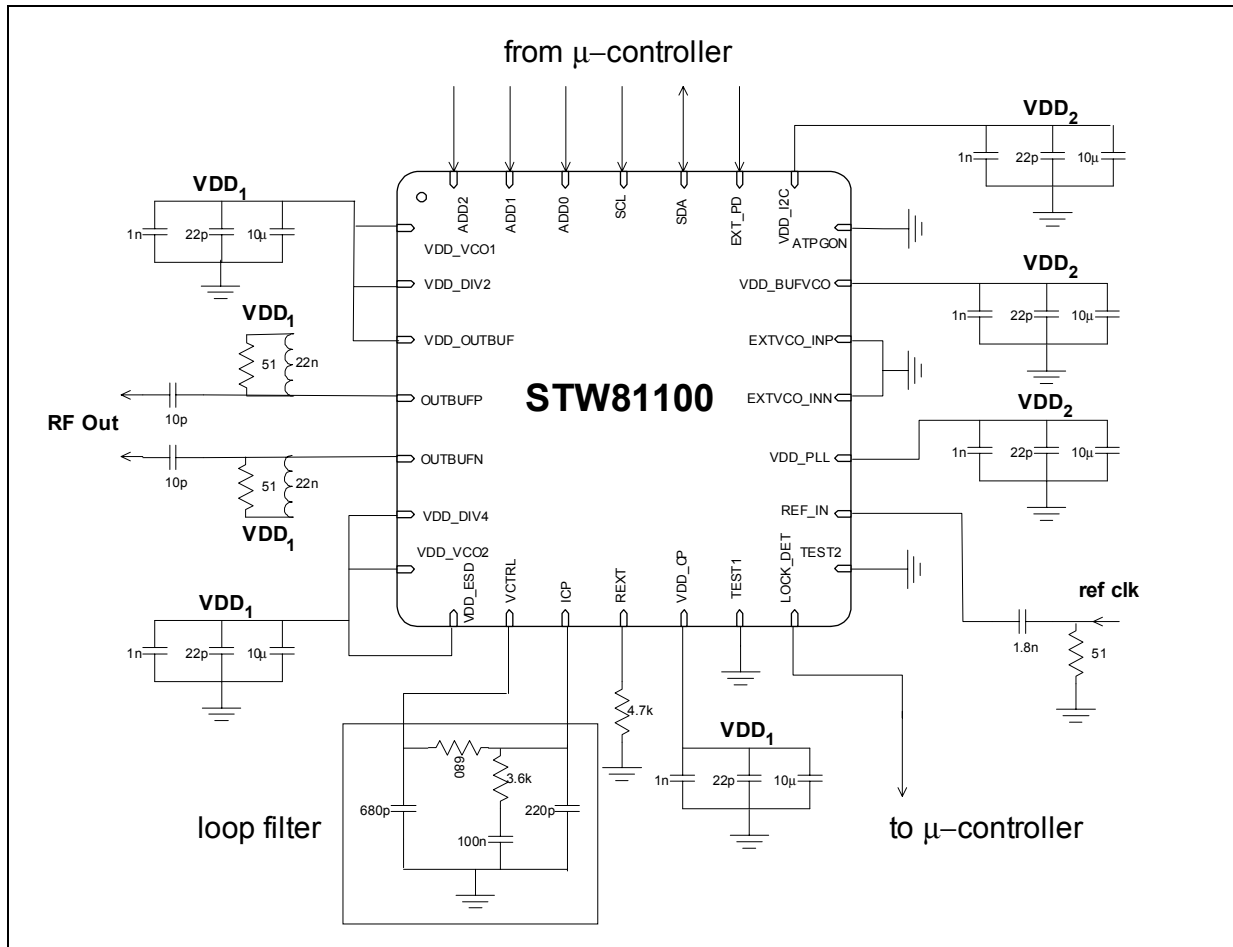 from μ–controller
VDD2
1n 22p 10μ
VDD1
1n 22p 10μ
ADD2
ADD1
ADD0
SCL
SDA
EXT_PD
VDD_I2C
ATPGON
VDD_VCO1
VDD_DIV2
VDD_BUFVCO
VDD2
1n 22p 10μ
VDD1
51 22n
VDD_OUTBUF
EXTVCO_INP
STW81100
OUTBUFP
EXTVCO_INN
10p
RF Out
VDD2
1n 22p 10μ
OUTBUFN
VDD_PLL
10p
51 22n
VDD1
VDD_DIV4
REF_IN
VDD_VCO2
TEST2
VDD_ESD
VCTRL
ICP
REXT
VDD_CP
TEST1
LOCK_DET
ref clk
1.8n
51
VDD1
1n 22p 10μ
4.7k
VDD1
1n 22p 10μ
680
3.6k
680p
220p
100n
loop filter
to μ–controller